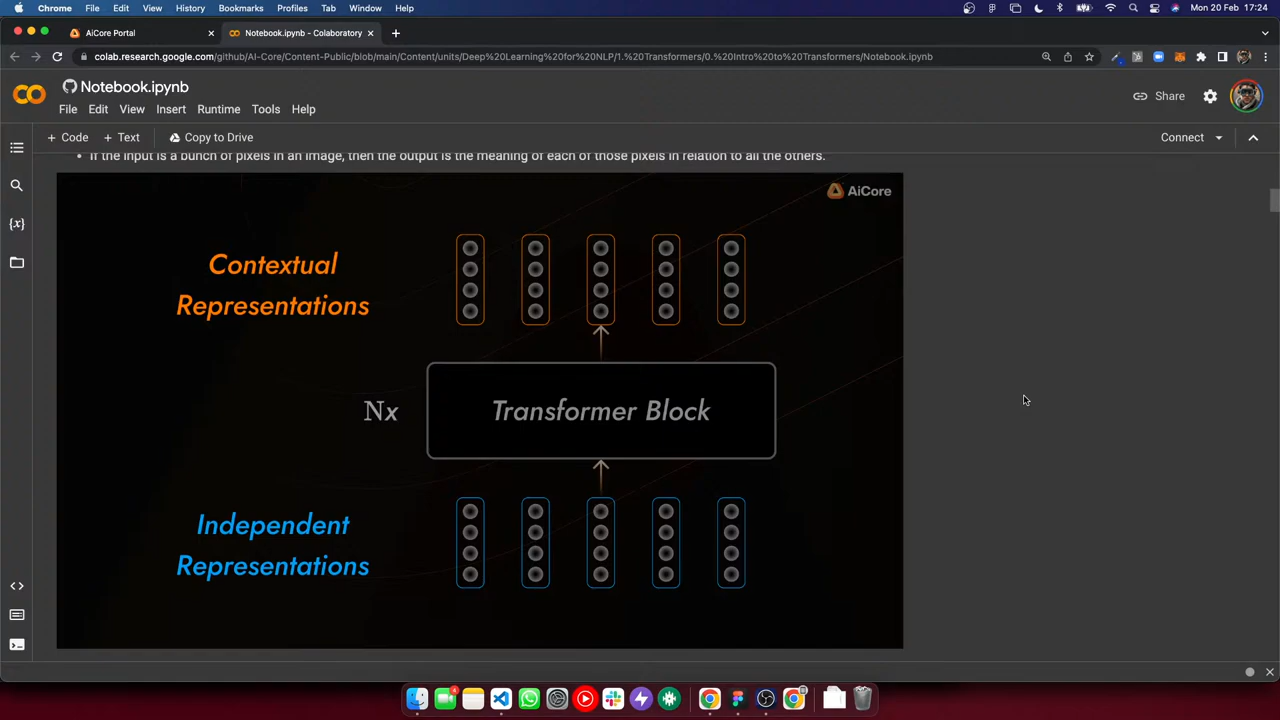 Chrome File Edit View History Bookmarks Profiles Tab Window Help Mon 20 Feb 17:24
AiCore Portal × Notebook.ipynb - Colaboratory × +
colab.research.google.com/github/AI-Core/Content-Public/blob/main/Content/units/Deep%20Learning%20for%20NLP/1.%20Transformers/0.%20Intro%20to%20Transformers/Notebook.ipynb
Notebook.ipynb
Share
File Edit View Insert Runtime Tools Help
+ Code + Text Copy to Drive Connect
• If the input is a bunch of pixels in an image, then the output is the meaning of each of those pixels in relation to all the others.
AiCore
Contextual
Representations
Nx Transformer Block
Independent
Representations
{x}
4